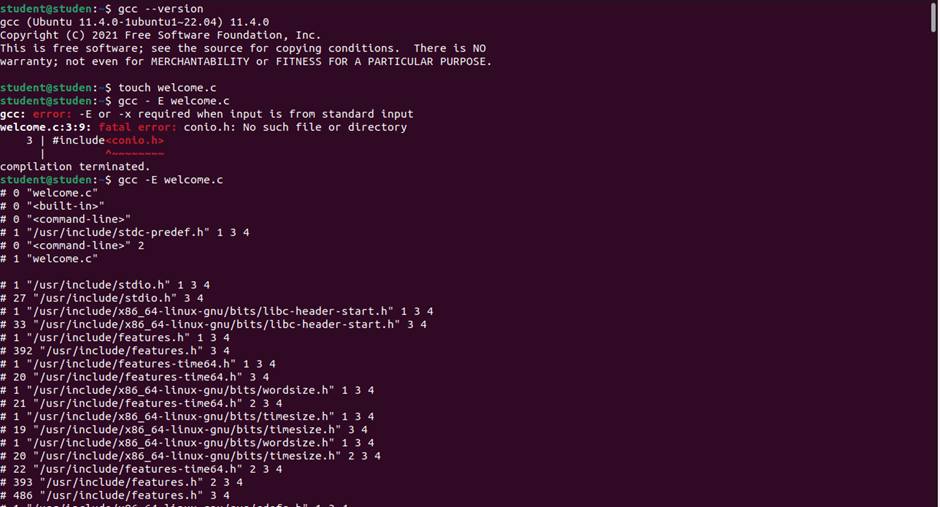 student@studen:~$ gcc --version
gcc (Ubuntu 11.4.0-1ubuntu1~22.04) 11.4.0
Copyright (C) 2021 Free Software Foundation, Inc.
This is free software; see the source for copying conditions.  There is NO
warranty; not even for MERCHANTABILITY or FITNESS FOR A PARTICULAR PURPOSE.
student@studen:~$ touch welcome.c
student@studen:~$ gcc - E welcome.c
gcc: error: -E or -x required when input is from standard input
welcome.c:3:9: fatal error: conio.h: No such file or directory
    3 | #include<conio.h>
      |         ^~~~~~~~~
compilation terminated.
student@studen:~$ gcc -E welcome.c
# 0 "welcome.c"
# 0 "<built-in>"
# 0 "<command-line>"
# 1 "/usr/include/stdc-predef.h" 1 3 4
# 0 "<command-line>" 2
# 1 "welcome.c"
# 1 "/usr/include/stdio.h" 1 3 4
# 27 "/usr/include/stdio.h" 3 4
# 1 "/usr/include/x86_64-linux-gnu/bits/libc-header-start.h" 1 3 4
# 33 "/usr/include/x86_64-linux-gnu/bits/libc-header-start.h" 3 4
# 1 "/usr/include/features.h" 1 3 4
# 392 "/usr/include/features.h" 3 4
# 1 "/usr/include/features-time64.h" 1 3 4
# 20 "/usr/include/features-time64.h" 3 4
# 1 "/usr/include/x86_64-linux-gnu/bits/wordsize.h" 1 3 4
# 21 "/usr/include/features-time64.h" 2 3 4
# 1 "/usr/include/x86_64-linux-gnu/bits/timesize.h" 1 3 4
# 19 "/usr/include/x86_64-linux-gnu/bits/timesize.h" 3 4
# 1 "/usr/include/x86_64-linux-gnu/bits/wordsize.h" 1 3 4
# 20 "/usr/include/x86_64-linux-gnu/bits/timesize.h" 2 3 4
# 22 "/usr/include/features-time64.h" 2 3 4
# 393 "/usr/include/features.h" 2 3 4
# 486 "/usr/include/features.h" 3 4